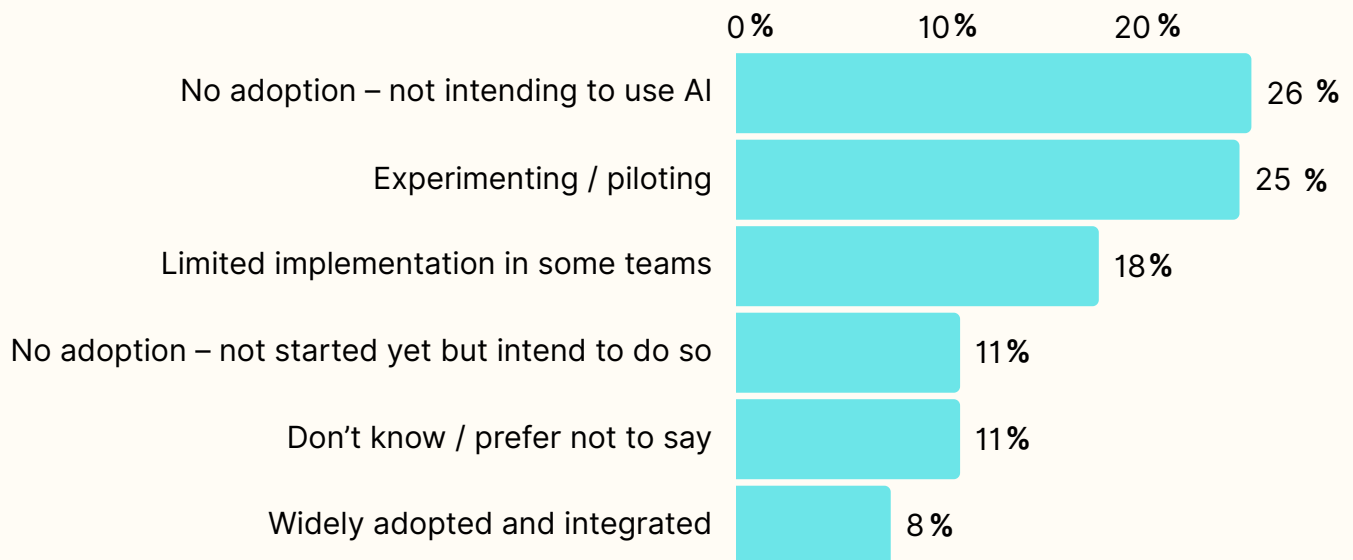 0% 10% 20%
No adoption – not intending to use AI 26 %
Experimenting / piloting 25 %
Limited implementation in some teams 18%
No adoption – not started yet but intend to do so 11%
Don’t know / prefer not to say 11%
Widely adopted and integrated 8%